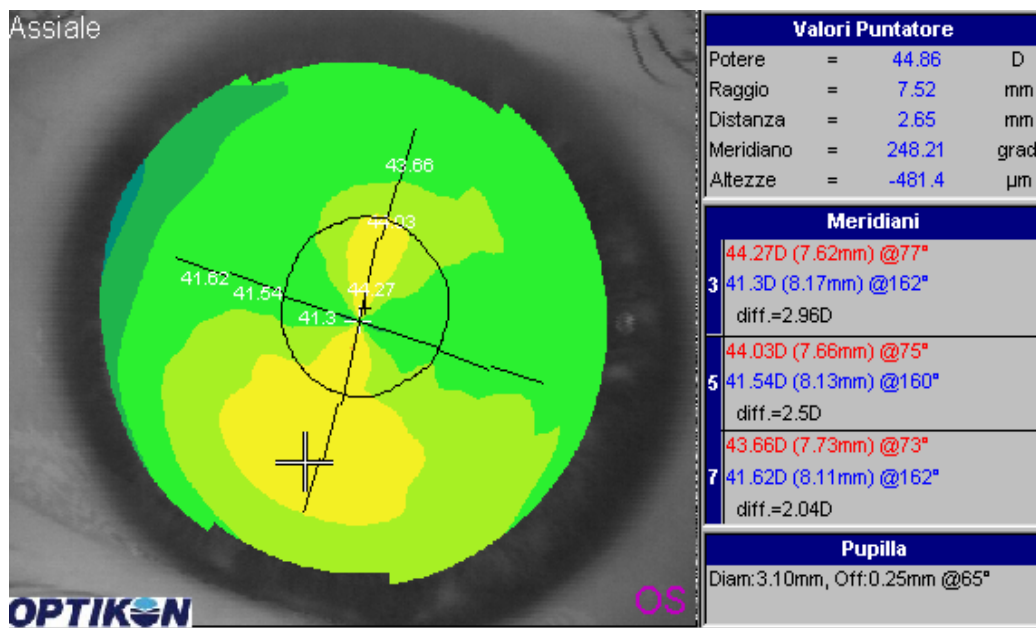 Assiale
43.66
44.03
44.27
41.62
41.54
41.3
OS
OPTIKON
Valori Puntatore
Potere = 44.86 D
Raggio = 7.52 mm
Distanza = 2.65 mm
Meridiano = 248.21 grad
Altezze = -481.4 µm
Meridiani
3
44.27D (7.62mm) @77°
41.3D (8.17mm) @162°
diff.=2.96D
5
44.03D (7.66mm) @75°
41.54D (8.13mm) @160°
diff.=2.5D
7
43.66D (7.73mm) @73°
41.62D (8.11mm) @162°
diff.=2.04D
Pupilla
Diam:3.10mm, Off:0.25mm @65°